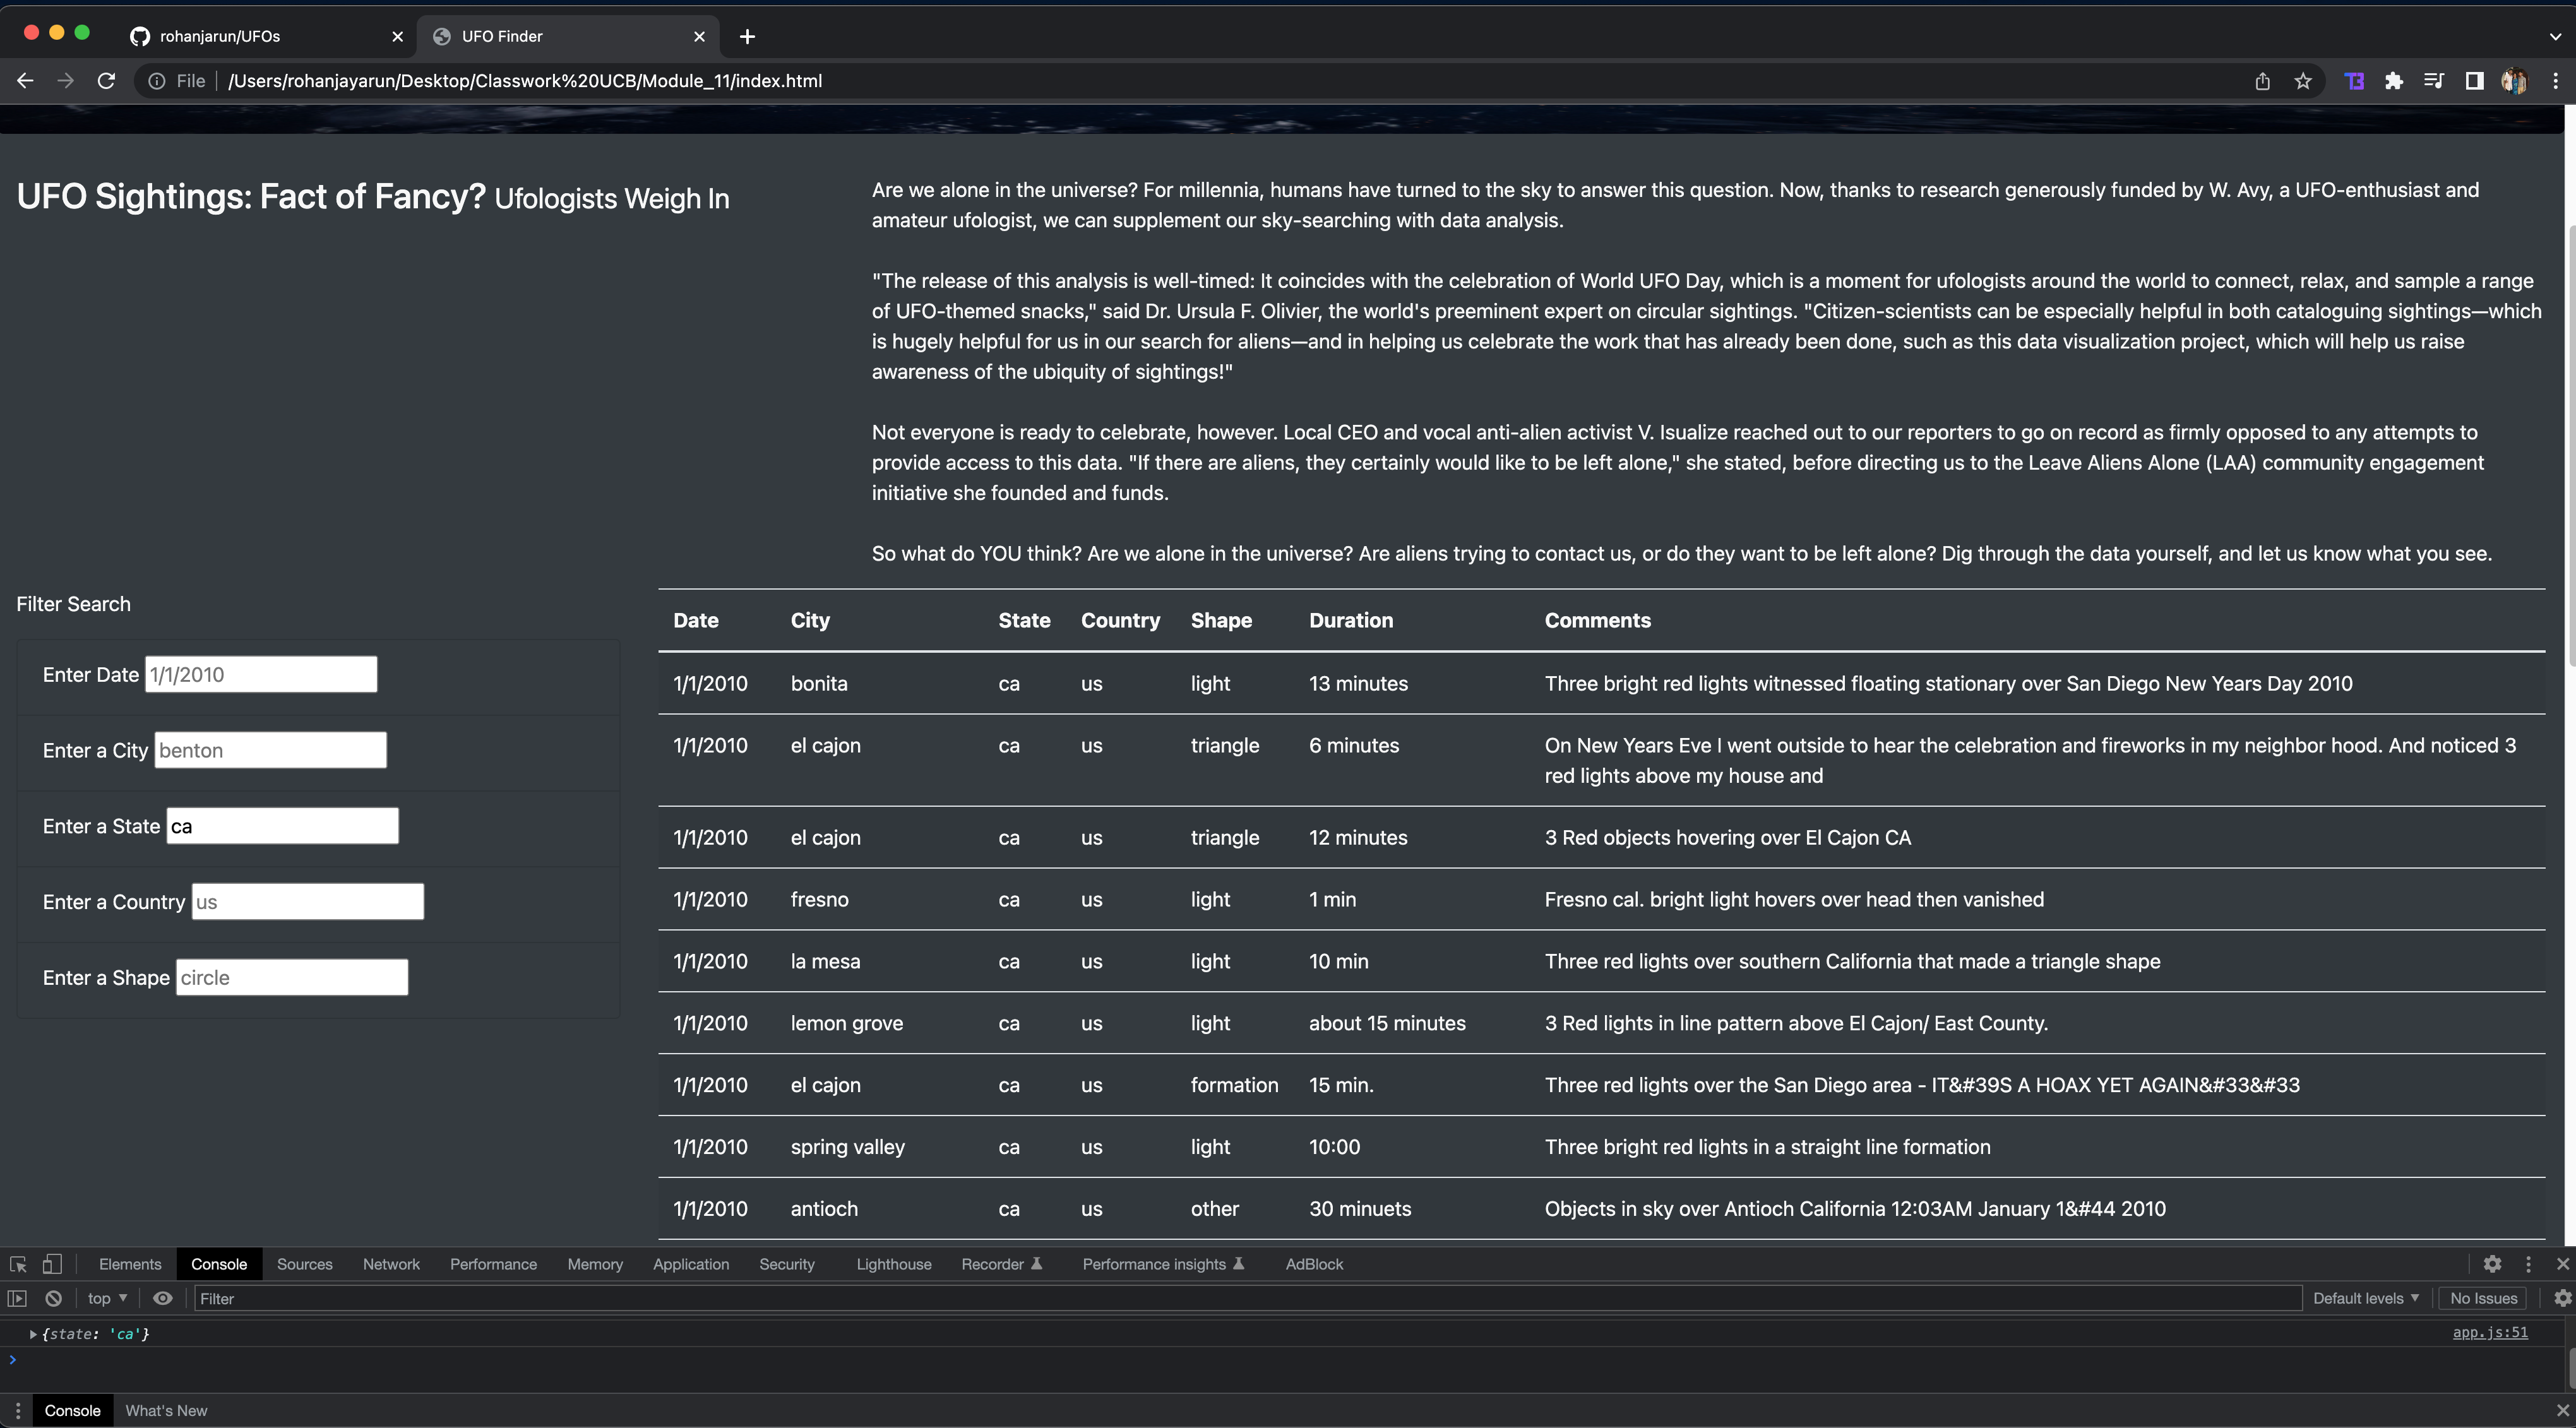 rohanjarun/UFOs
UFO Finder
File
/Users/rohanjayarun/Desktop/Classwork%20UCB/Module_11/index.html
UFO Sightings: Fact of Fancy? Ufologists Weigh In
Are we alone in the universe? For millennia, humans have turned to the sky to answer this question. Now, thanks to research generously funded by W. Avy, a UFO-enthusiast and
amateur ufologist, we can supplement our sky-searching with data analysis.
"The release of this analysis is well-timed: It coincides with the celebration of World UFO Day, which is a moment for ufologists around the world to connect, relax, and sample a range
of UFO-themed snacks," said Dr. Ursula F. Olivier, the world's preeminent expert on circular sightings. "Citizen-scientists can be especially helpful in both cataloguing sightings—which
is hugely helpful for us in our search for aliens—and in helping us celebrate the work that has already been done, such as this data visualization project, which will help us raise
awareness of the ubiquity of sightings!"
Not everyone is ready to celebrate, however. Local CEO and vocal anti-alien activist V. Isualize reached out to our reporters to go on record as firmly opposed to any attempts to
provide access to this data. "If there are aliens, they certainly would like to be left alone," she stated, before directing us to the Leave Aliens Alone (LAA) community engagement
initiative she founded and funds.
So what do YOU think? Are we alone in the universe? Are aliens trying to contact us, or do they want to be left alone? Dig through the data yourself, and let us know what you see.
Filter Search
Enter Date 1/1/2010
Enter a City benton
Enter a State ca
Enter a Country us
Enter a Shape circle
Date City State Country Shape Duration Comments
1/1/2010 bonita ca us light 13 minutes Three bright red lights witnessed floating stationary over San Diego New Years Day 2010
1/1/2010 el cajon ca us triangle 6 minutes On New Years Eve I went outside to hear the celebration and fireworks in my neighbor hood. And noticed 3
red lights above my house and
1/1/2010 el cajon ca us triangle 12 minutes 3 Red objects hovering over El Cajon CA
1/1/2010 fresno ca us light 1 min Fresno cal. bright light hovers over head then vanished
1/1/2010 la mesa ca us light 10 min Three red lights over southern California that made a triangle shape
1/1/2010 lemon grove ca us light about 15 minutes 3 Red lights in line pattern above El Cajon/ East County.
1/1/2010 el cajon ca us formation 15 min. Three red lights over the San Diego area - IT&#39S A HOAX YET AGAIN&#33&#33
1/1/2010 spring valley ca us light 10:00 Three bright red lights in a straight line formation
1/1/2010 antioch ca us other 30 minuets Objects in sky over Antioch California 12:03AM January 1&#44 2010
Elements Console Sources Network Performance Memory Application Security Lighthouse Recorder Performance insights AdBlock
top Filter Default levels No Issues
{state: 'ca'} app.js:51
Console What's New